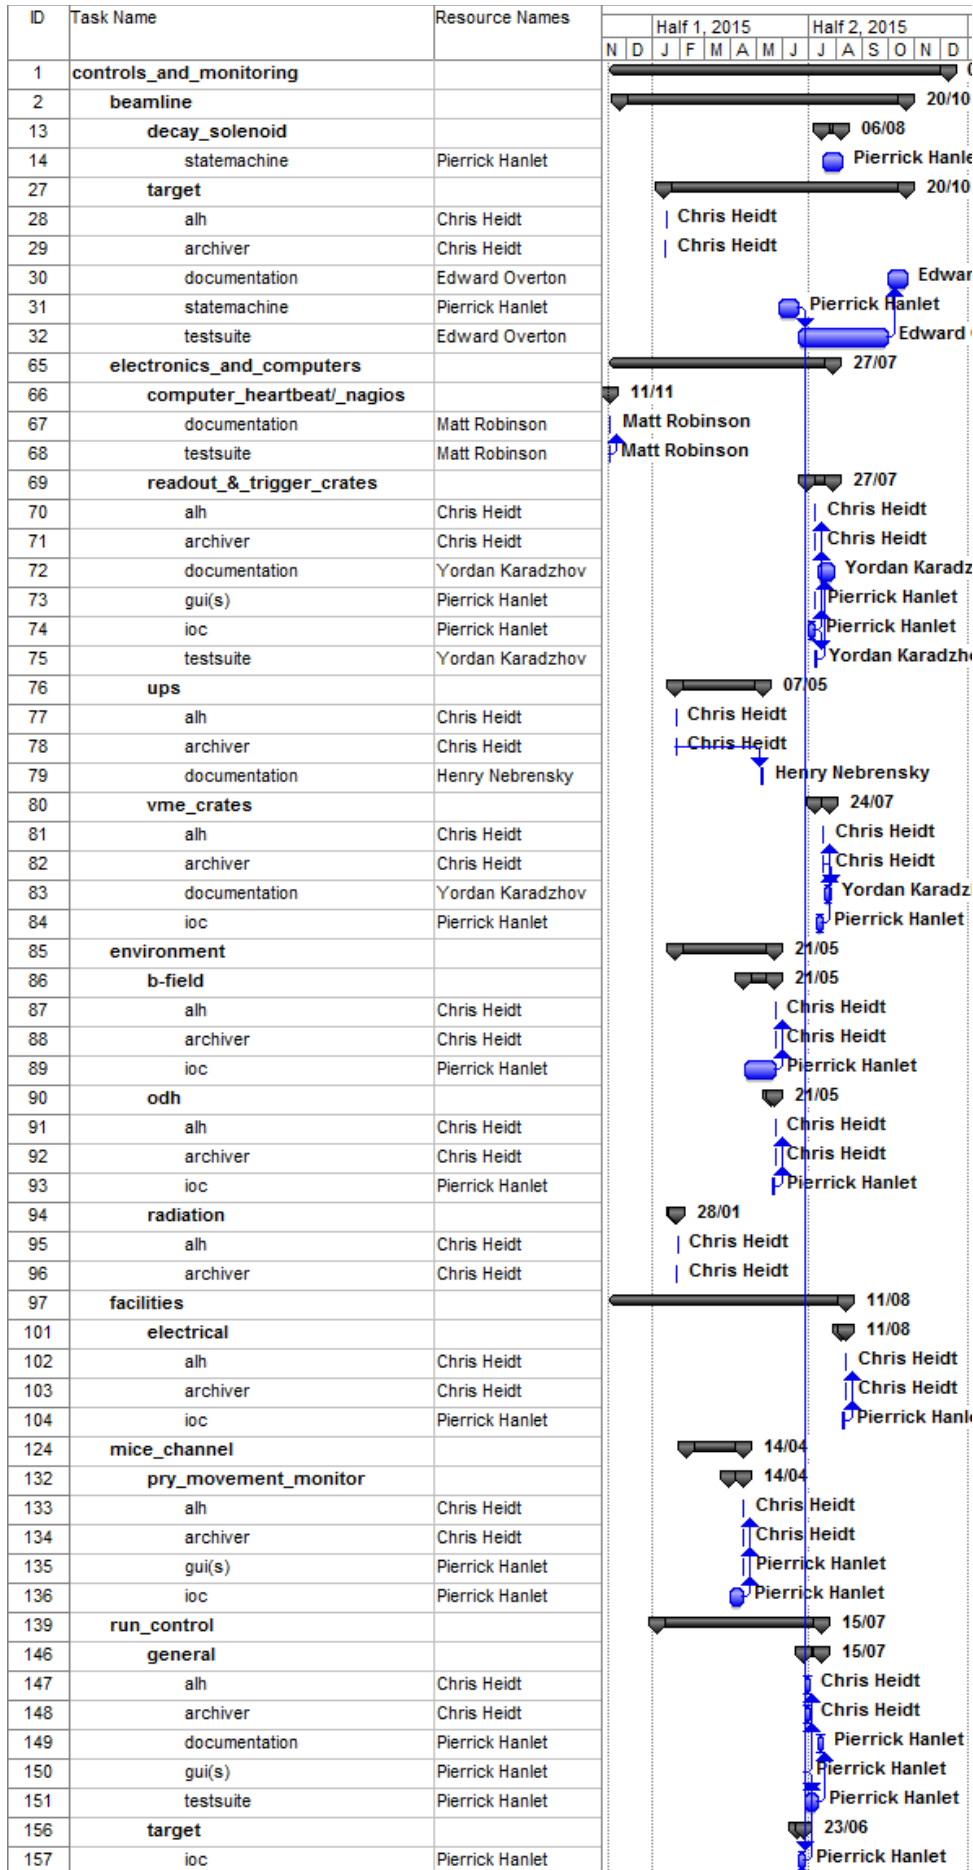 ID Task Name Resource Names
Half 1, 2015 Half 2, 2015
N D J F M A M J J A S O N D
1 controls_and_monitoring
2 beamline 20/10
13 decay_solenoid 06/08
14 statemachine Pierrick Hanlet Pierrick Hanle
27 target 20/10
28 alh Chris Heidt Chris Heidt
29 archiver Chris Heidt Chris Heidt
30 documentation Edward Overton Edwar
31 statemachine Pierrick Hanlet Pierrick Hanlet
32 testsuite Edward Overton Edward
65 electronics_and_computers 27/07
66 computer_heartbeat/_nagios 11/11
67 documentation Matt Robinson Matt Robinson
68 testsuite Matt Robinson Matt Robinson
69 readout_&_trigger_crates 27/07
70 alh Chris Heidt Chris Heidt
71 archiver Chris Heidt Chris Heidt
72 documentation Yordan Karadzhov Yordan Karadz
73 gui(s) Pierrick Hanlet Pierrick Hanlet
74 ioc Pierrick Hanlet Pierrick Hanlet
75 testsuite Yordan Karadzhov Yordan Karadzh
76 ups 07/05
77 alh Chris Heidt Chris Heidt
78 archiver Chris Heidt Chris Heidt
79 documentation Henry Nebrensky Henry Nebrensky
80 vme_crates 24/07
81 alh Chris Heidt Chris Heidt
82 archiver Chris Heidt Chris Heidt
83 documentation Yordan Karadzhov Yordan Karadz
84 ioc Pierrick Hanlet Pierrick Hanlet
85 environment 21/05
86 b-field 21/05
87 alh Chris Heidt Chris Heidt
88 archiver Chris Heidt Chris Heidt
89 ioc Pierrick Hanlet Pierrick Hanlet
90 odh 21/05
91 alh Chris Heidt Chris Heidt
92 archiver Chris Heidt Chris Heidt
93 ioc Pierrick Hanlet Pierrick Hanlet
94 radiation 28/01
95 alh Chris Heidt Chris Heidt
96 archiver Chris Heidt Chris Heidt
97 facilities 11/08
101 electrical 11/08
102 alh Chris Heidt Chris Heidt
103 archiver Chris Heidt Chris Heidt
104 ioc Pierrick Hanlet Pierrick Hanl
124 mice_channel 14/04
132 pry_movement_monitor 14/04
133 alh Chris Heidt Chris Heidt
134 archiver Chris Heidt Chris Heidt
135 gui(s) Pierrick Hanlet Pierrick Hanlet
136 ioc Pierrick Hanlet Pierrick Hanlet
139 run_control 15/07
146 general 15/07
147 alh Chris Heidt Chris Heidt
148 archiver Chris Heidt Chris Heidt
149 documentation Pierrick Hanlet Pierrick Hanlet
150 gui(s) Pierrick Hanlet Pierrick Hanlet
151 testsuite Pierrick Hanlet Pierrick Hanlet
156 target 23/06
157 ioc Pierrick Hanlet Pierrick Hanlet